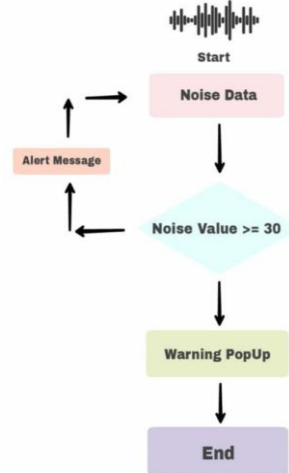 Start
Noise Data
Alert Message
Noise Value >= 30
Warning PopUp
End